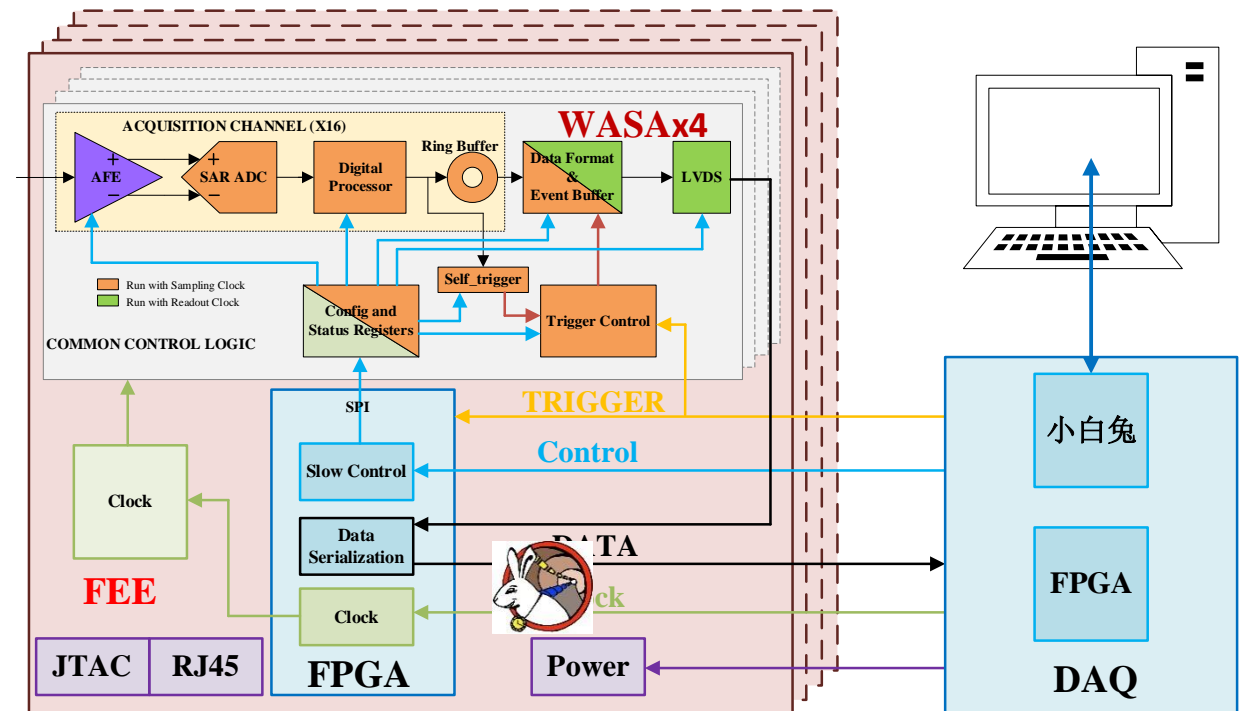 WASAx4
ACQUISITION CHANNEL (X16)
Ring Buffer
AFE
+
−
+
−
SAR ADC
Digital
Processor
Data Format
&
Event Buffer
LVDS
Self_trigger
Run with Sampling Clock
Run with Readout Clock
Config and
Status Registers
Trigger Control
COMMON CONTROL LOGIC
SPI
TRIGGER
小白兔
Control
Slow Control
Clock
Data
Serialization
DATA
FPGA
FEE
ck
Clock
JTAC
RJ45
FPGA
Power
DAQ